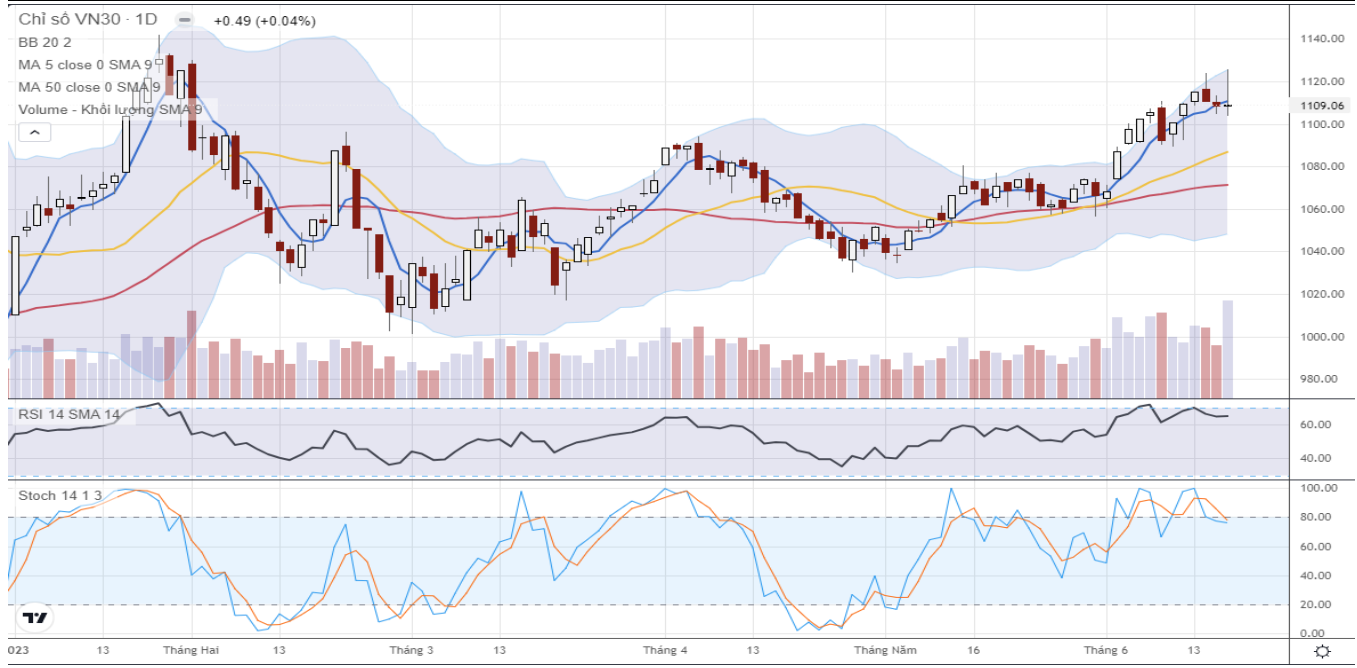 Chỉ số VN30 · 1D +0.49 (+0.04%)
BB 20 2
MA 5 close 0 SMA 9
MA 50 close 0 SMA 9
Volume - Khối lượng SMA 9
1140.00
1120.00
1109.06
1100.00
1080.00
1060.00
1040.00
1020.00
1000.00
980.00
RSI 14 SMA 14
60.00
40.00
Stoch 14 1 3
100.00
80.00
60.00
40.00
20.00
0.00
023 13 Tháng Hai 13 Tháng 3 13 Tháng 4 13 Tháng Năm 16 Tháng 6 13